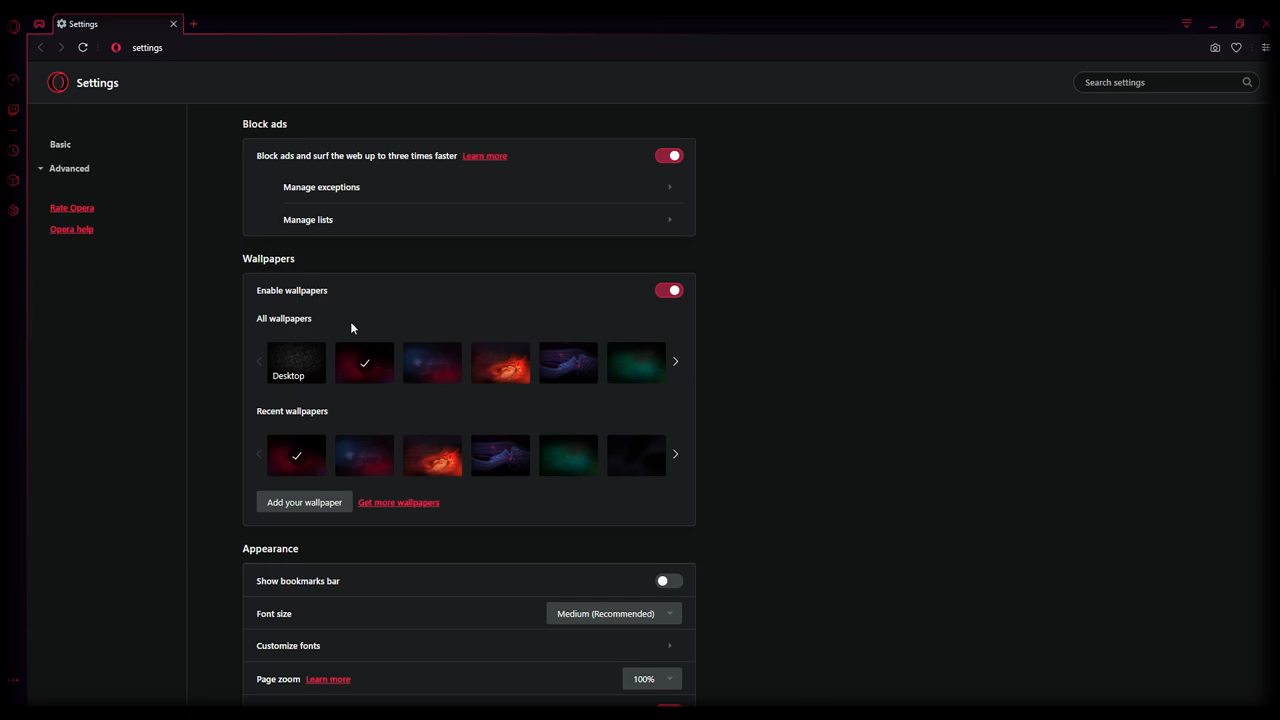 Settings
settings
Settings
Search settings
Basic
Advanced
Rate Opera
Opera help
Block ads
Block ads and surf the web up to three times faster Learn more
Manage exceptions
Manage lists
Wallpapers
Enable wallpapers
All wallpapers
Desktop
Recent wallpapers
Add your wallpaper Get more wallpapers
Appearance
Show bookmarks bar
Font size Medium (Recommended)
Customize fonts
Page zoom Learn more 100%